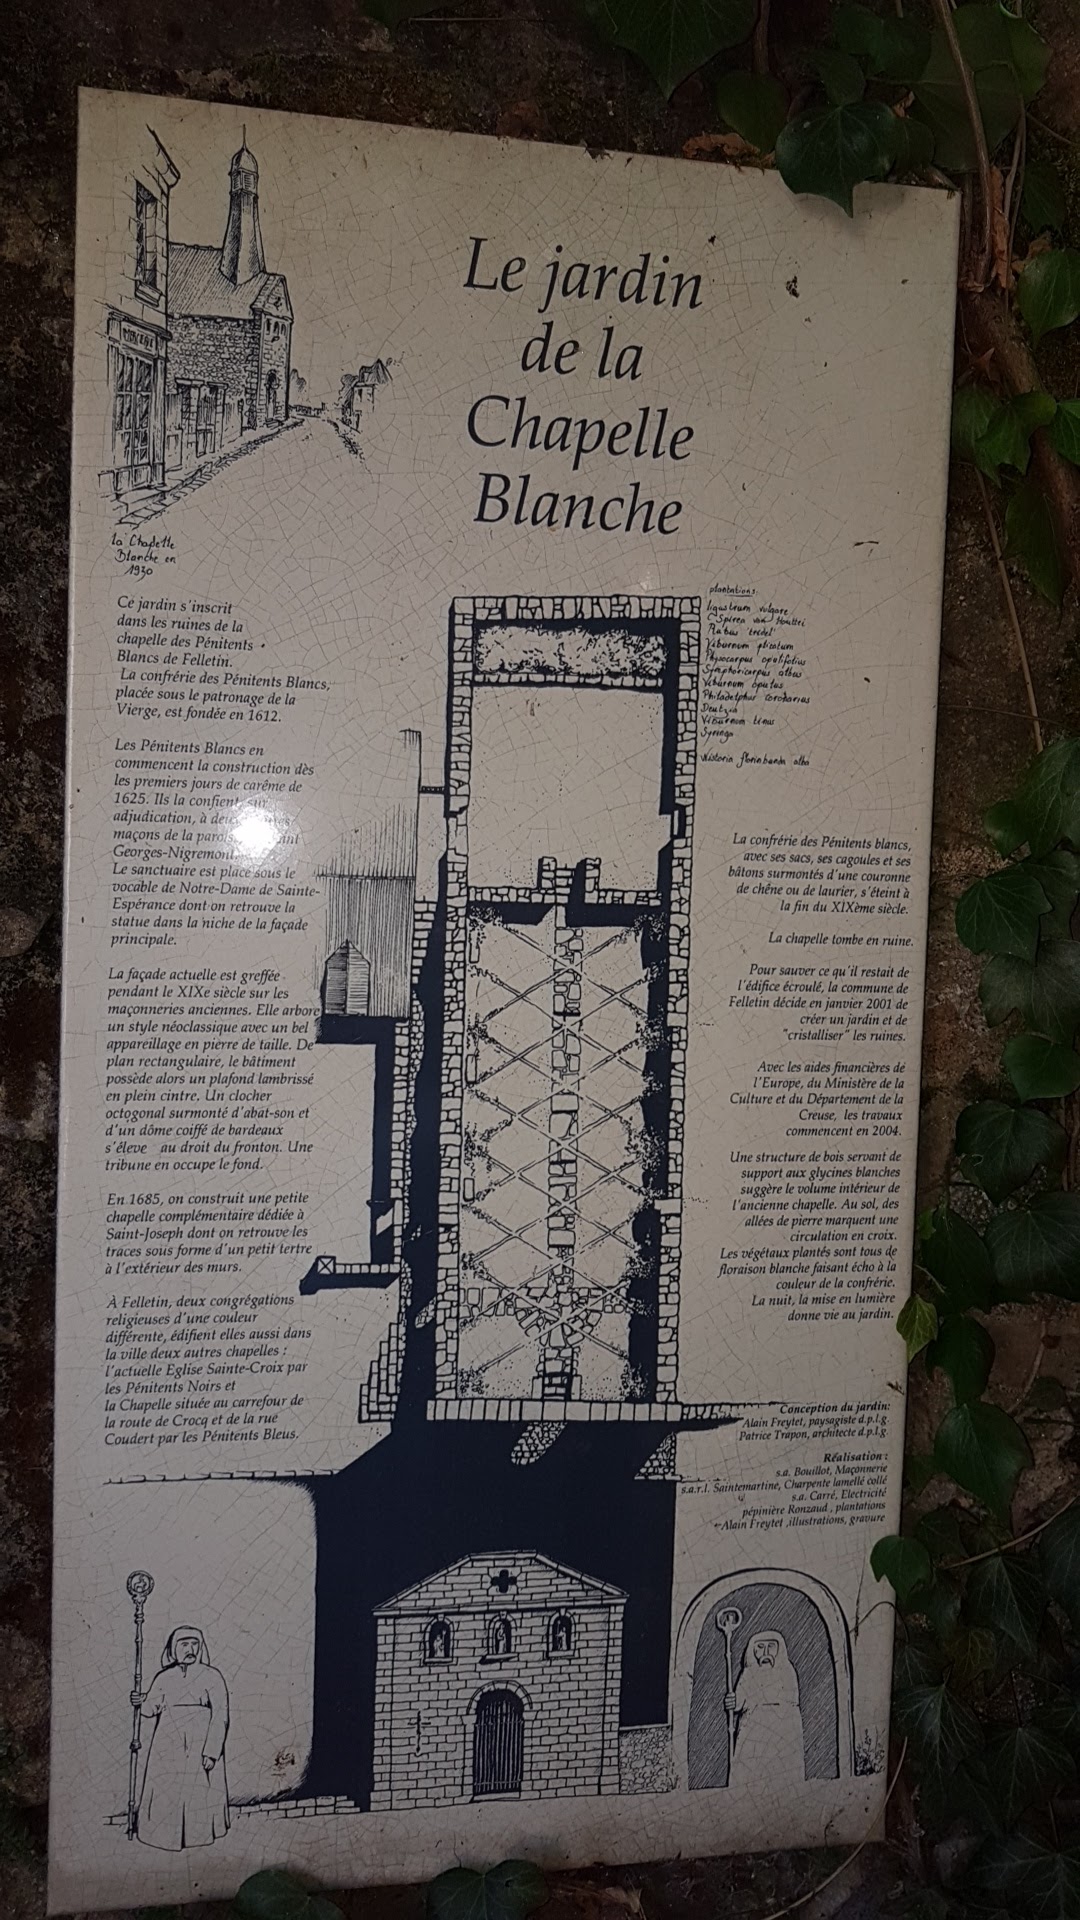 Le jardin
de la
Chapelle
Blanche
la Chapelle
Blanche en
1930
Ce jardin s'inscrit
dans les ruines de la
chapelle des Pénitents
Blancs de Felletin.
La confrérie des Pénitents Blancs,
placée sous le patronage de la
Vierge, est fondée en 1612.
Les Pénitents Blancs en
commencent la construction dès
les premiers jours de carême de
1625. Ils la confient, sur
adjudication, à
maçons de la
Georges-Nigremont.
Le sanctuaire est placé sous le
vocable de Notre-Dame de Sainte-
Espérance dont on retrouve la
statue dans la niche de la façade
principale.
La façade actuelle est greffée
pendant le XIXe siècle sur les
maçonneries anciennes. Elle arbore
un style néoclassique avec un bel
appareillage en pierre de taille. De
plan rectangulaire, le bâtiment
possède alors un plafond lambrissé
en plein cintre. Un clocher
octogonal surmonté d'abat-son et
d'un dôme coiffé de bardeaux
s'éleve au droit du fronton. Une
tribune en occupe le fond.
En 1685, on construit une petite
chapelle complémentaire dédiée à
Saint-Joseph dont on retrouve les
traces sous forme d'un petit tertre
à l'extérieur des murs.
À Felletin, deux congrégations
religieuses d'une couleur
différente, édifient elles aussi dans
la ville deux autres chapelles :
l'actuelle Eglise Sainte-Croix par
les Pénitents Noirs et
la Chapelle située au carrefour de
la route de Crocq et de la rue
Coudert par les Pénitents Bleus.
plantations:
ligustrum vulgare
Spirea van Houttei
Rubus 'tridel'
Viburnum plicatum
Physocarpus opulifolius
Symphoricarpus albus
Viburnum opulus
Philadelphus coronarius
Deutzia
Viburnum tinus
Syringa
wistoria floribunda alba
La confrérie des Pénitents blancs,
avec ses sacs, ses cagoules et ses
bâtons surmontés d'une couronne
de chêne ou de laurier, s'éteint à
la fin du XIXème siècle.
La chapelle tombe en ruine.
Pour sauver ce qu'il restait de
l'édifice écroulé, la commune de
Felletin décide en janvier 2001 de
créer un jardin et de
"cristalliser" les ruines.
Avec les aides financières de
l'Europe, du Ministère de la
Culture et du Département de la
Creuse, les travaux
commencent en 2004.
Une structure de bois servant de
support aux glycines blanches
suggère le volume intérieur de
l'ancienne chapelle. Au sol, des
allées de pierre marquent une
circulation en croix.
Les végétaux plantés sont tous de
floraison blanche faisant écho à la
couleur de la confrérie.
La nuit, la mise en lumière
donne vie au jardin.
Conception du jardin:
Alain Freytet, paysagiste d.p.l.g.
Patrice Trapon, architecte d.p.l.g.
Réalisation :
s.a. Bouillot, Maçonnerie
s.a.r.l. Saintemartine, Charpente lamellé collé
s.a. Carré, Electricité
pépinière Ronzaud , plantations
Alain Freytet ,illustrations, gravure